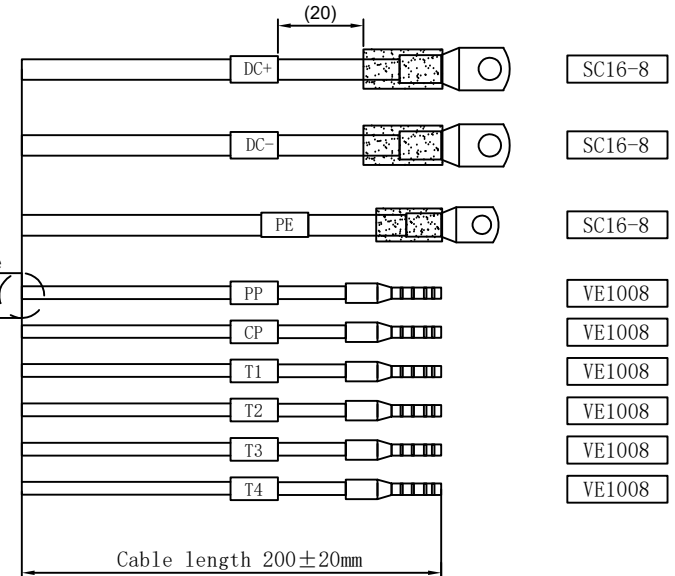 (20)
DC+ SC16-8
DC- SC16-8
PE SC16-8
PP VE1008
CP VE1008
T1 VE1008
T2 VE1008
T3 VE1008
T4 VE1008
Cable length 200±20mm